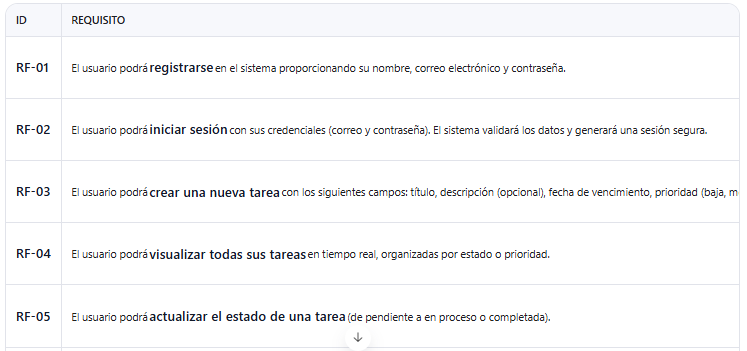 ID REQUISITO
RF-01 El usuario podrá registrarse en el sistema proporcionando su nombre, correo electrónico y contraseña.
RF-02 El usuario podrá iniciar sesión con sus credenciales (correo y contraseña). El sistema validará los datos y generará una sesión segura.
RF-03 El usuario podrá crear una nueva tarea con los siguientes campos: título, descripción (opcional), fecha de vencimiento, prioridad (baja,
RF-04 El usuario podrá visualizar todas sus tareas en tiempo real, organizadas por estado o prioridad.
RF-05 El usuario podrá actualizar el estado de una tarea (de pendiente a en proceso o completada).